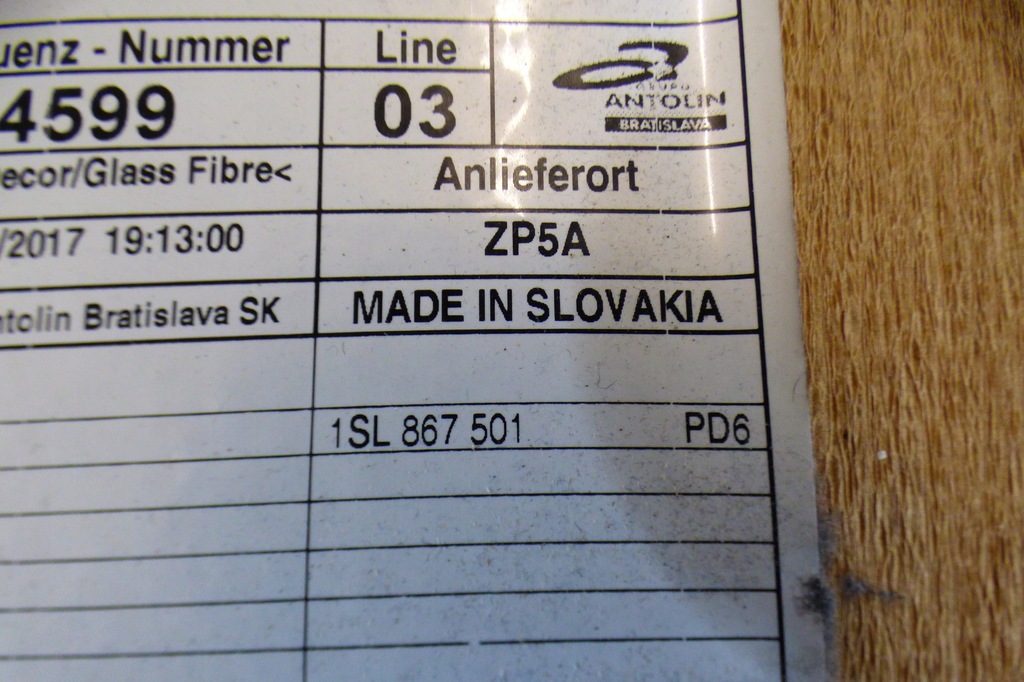 uenz - Nummer Line
4599 03
GRUPO
ANTOLIN
BRATISLAVA
ecor/Glass Fibre< Anlieferort
/2017 19:13:00 ZP5A
ntolin Bratislava SK MADE IN SLOVAKIA
1SL 867 501 PD6